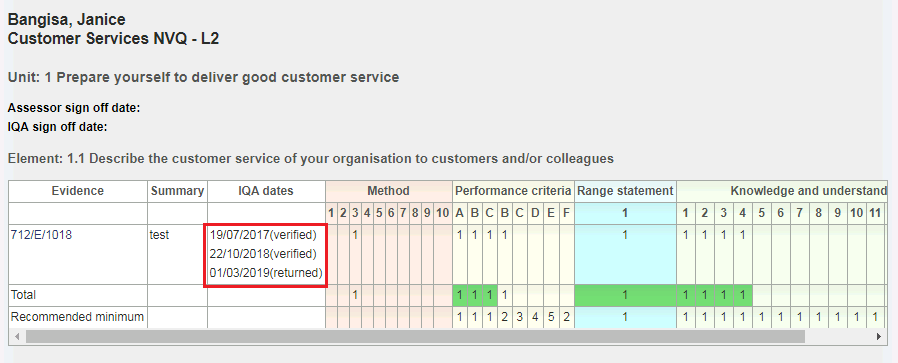 Bangisa, Janice
Customer Services NVQ - L2
Unit: 1 Prepare yourself to deliver good customer service
Assessor sign off date:
IQA sign off date:
Element: 1.1 Describe the customer service of your organisation to customers and/or colleagues
Evidence Summary IQA dates Method Performance criteria Range statement Knowledge and understand
1 2 3 4 5 6 7 8 9 10 A B C B C D E F 1 1 2 3 4 5 6 7 8 9 10 11
712/E/1018 test 19/07/2017(verified) 1 1 1 1 1 1 1 1 1 1
22/10/2018(verified)
01/03/2019(returned)
Total 1 1 1 1 1 1 1 1 1 1
Recommended minimum 1 1 1 2 3 4 5 2 1 1 1 1 1 1 1 1 1 1 1 1